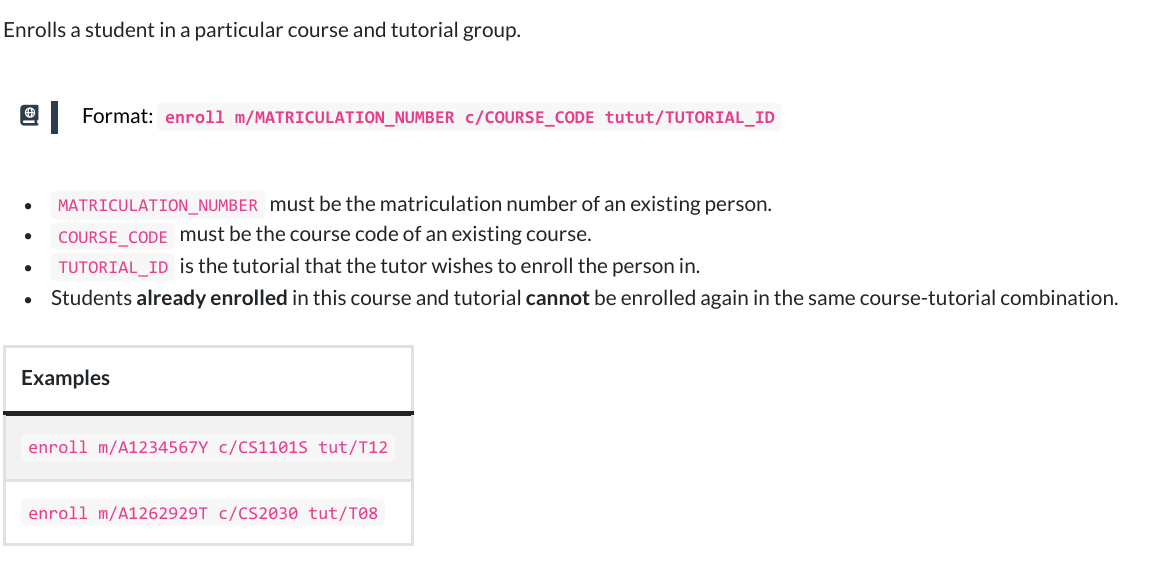 Enrolls a student in a particular course and tutorial group.
Format: enroll m/MATRICULATION_NUMBER c/COURSE_CODE tutut/TUTORIAL_ID
MATRICULATION_NUMBER must be the matriculation number of an existing person.
COURSE_CODE must be the course code of an existing course.
TUTORIAL_ID is the tutorial that the tutor wishes to enroll the person in.
Students already enrolled in this course and tutorial cannot be enrolled again in the same course-tutorial combination.
Examples
enroll m/A1234567Y c/CS1101S tut/T12
enroll m/A1262929T c/CS2030 tut/T08